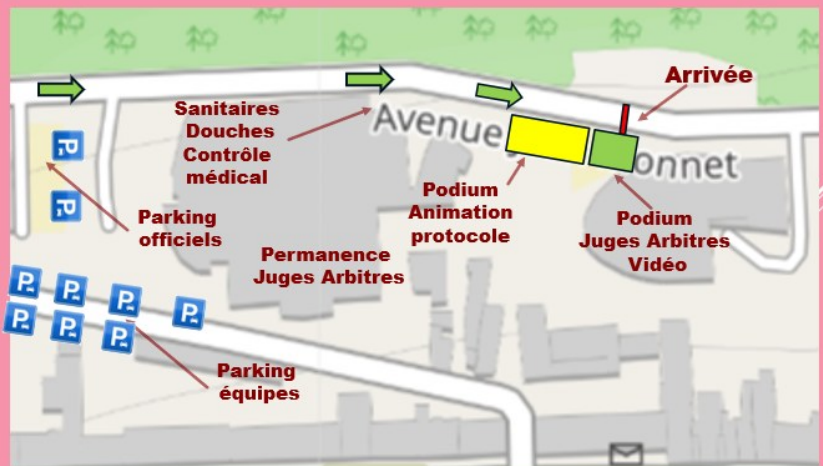 Arrivée
Sanitaires
Douches
Contrôle
médical
Avenue
onnet
Podium
Animation
protocole
Podium
Juges Arbitres
Vidéo
Parking
officiels
Permanence
Juges Arbitres
Parking
équipes
P
P
P
P
P
P
P
P
P